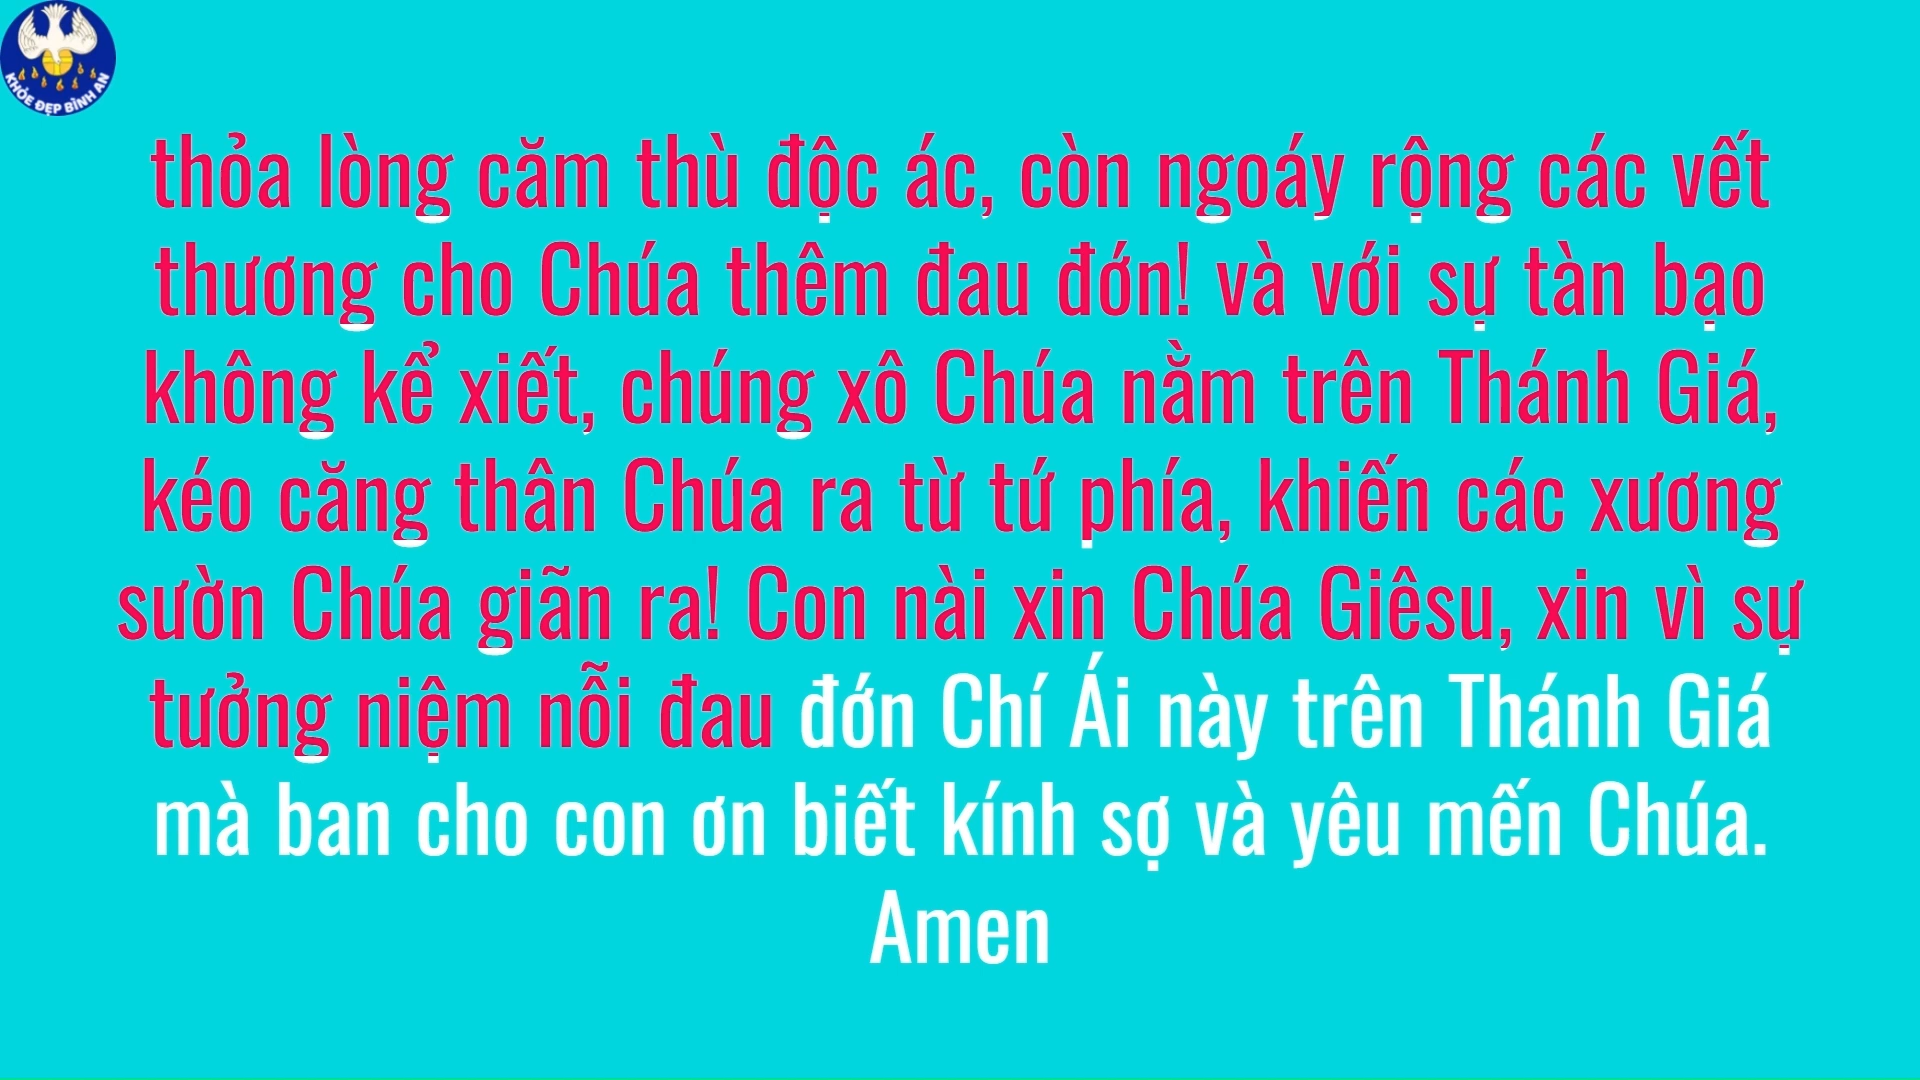 KHỎE ĐẸP BÌNH AN
thỏa lòng căm thù độc ác, còn ngoáy rộng các vết
thương cho Chúa thêm đau đớn! và với sự tàn bạo
không kể xiết, chúng xô Chúa nằm trên Thánh Giá,
kéo căng thân Chúa ra từ tứ phía, khiến các xương
sườn Chúa giãn ra! Con nài xin Chúa Giêsu, xin vì sự
tưởng niệm nỗi đau đớn Chí Ái này trên Thánh Giá
mà ban cho con ơn biết kính sợ và yêu mến Chúa.
Amen